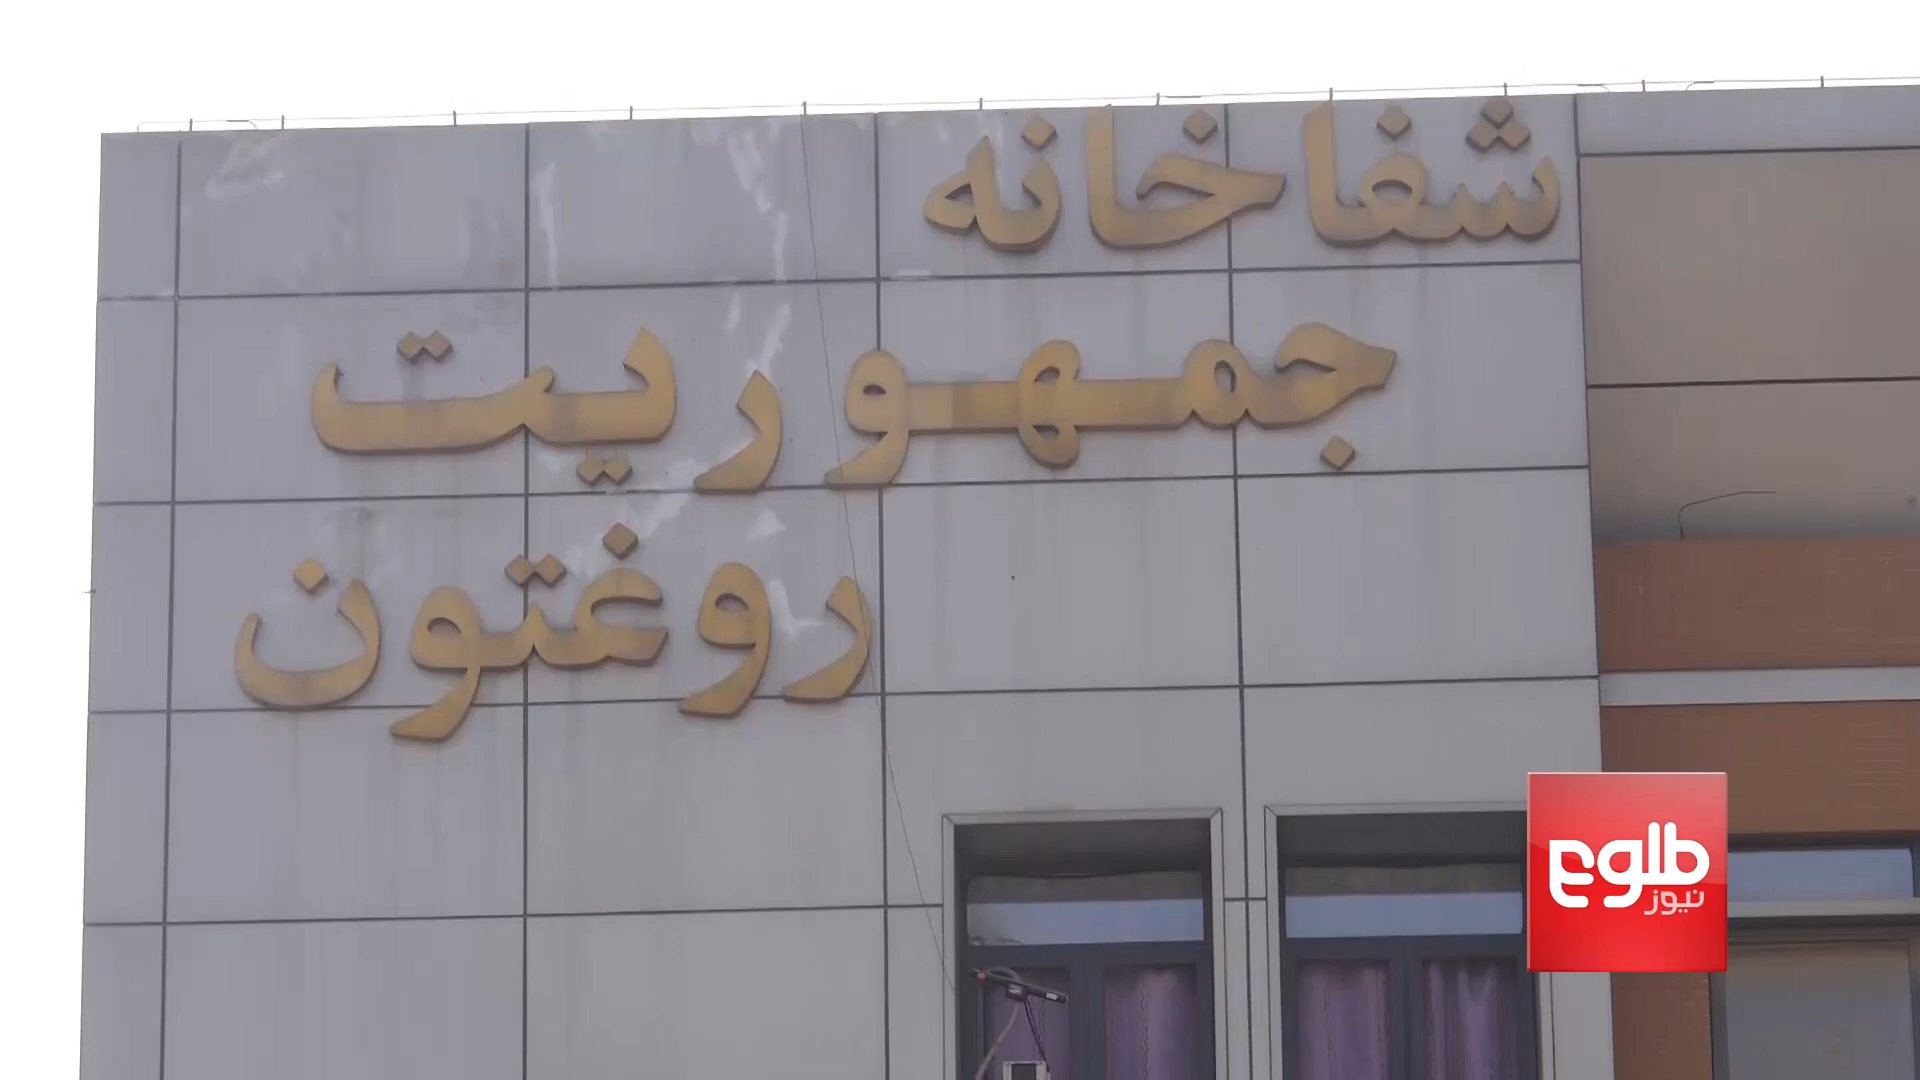 شفاخانه
جمهوریت
روغتون
طلوع
نیوز